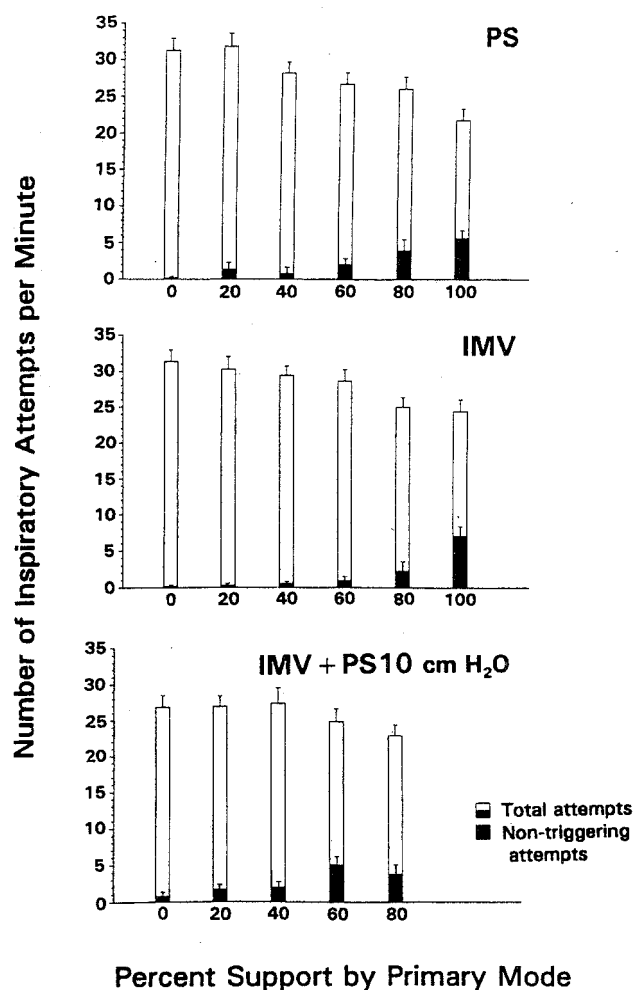 Number of Inspiratory Attempts per Minute
PS
35
30
25
20
15
10
5
0
0 20 40 60 80 100
IMV
35
30
25
20
15
10
5
0
0 20 40 60 80 100
IMV + PS10 cm H₂O
35
30
25
20
15
10
5
0
0 20 40 60 80
Total attempts
Non-triggering
attempts
Percent Support by Primary Mode